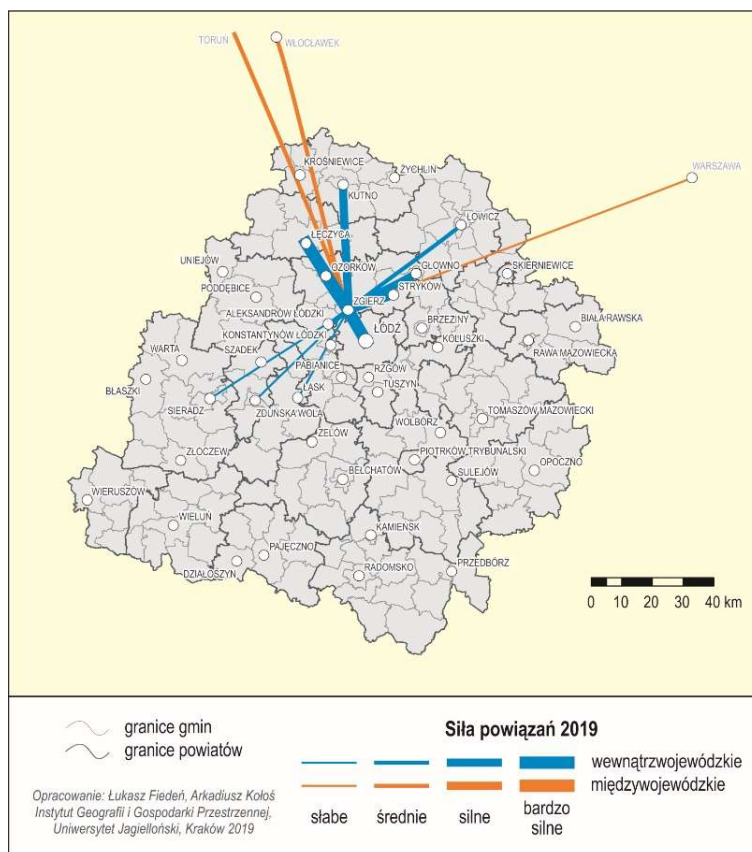 TORUŃ
WŁOCŁAWEK
WARSZAWA
KROŚNIEWICE
ŻYCHLIN
KUTNO
ŁOWICZ
ŁĘCZYCA
UNIEJÓW
OZORKÓW
GŁOWNO
SKIERNIEWICE
PODDĘBICE
STRYKÓW
ZGIERZ
ALEKSANDRÓW ŁÓDZKI
BRZEZINY
BIAŁA RAWSKA
KONSTANTYNÓW ŁÓDZKI
ŁÓDŹ
KOLUSZKI
RAWA MAZOWIECKA
SZADEK
WARTA
PABIANICE
RZGÓW
BŁASZKI
ŁASK
TUSZYN
SIERADZ
ZDUŃSKA WOLA
TOMASZÓW MAZOWIECKI
WOLBÓRZ
ZELÓW
PIOTRKÓW TRYBUNALSKI
ZŁOCZEW
OPOCZNO
BEŁCHATÓW
SULEJÓW
WIERUSZÓW
WIELUŃ
KAMIEŃSK
PAJĘCZNO
PRZEDBÓRZ
DZIAŁOSZYN
RADOMSKO
0 10 20 30 40 km
granice gmin
granice powiatów
Siła powiązań 2019
wewnątrzwojewódzkie
międzywojewódzkie
słabe średnie silne bardzo
silne
Opracowanie: Łukasz Fiedeń, Arkadiusz Kołoś
Instytut Geografii i Gospodarki Przestrzennej,
Uniwersytet Jagielloński, Kraków 2019